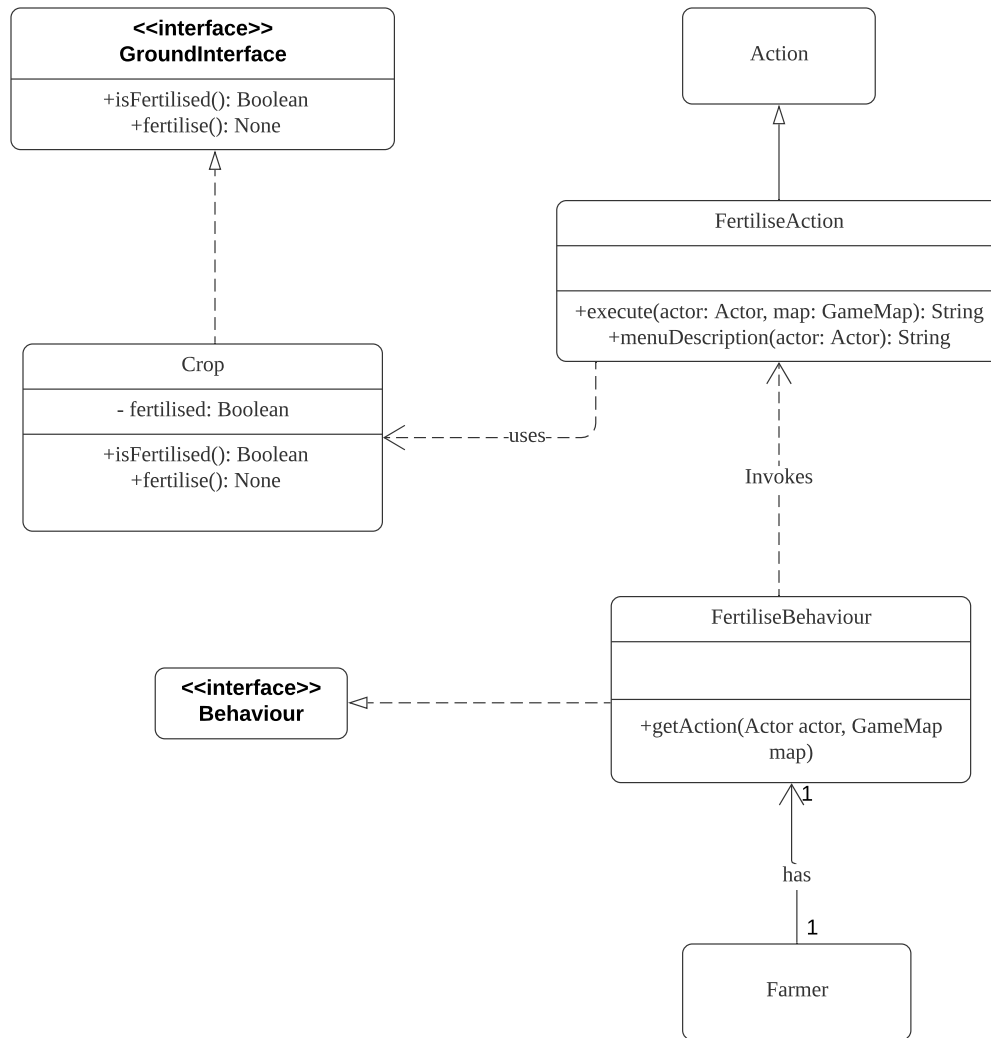 <<interface>>
GroundInterface
+isFertilised(): Boolean
+fertilise(): None
Action
FertiliseAction
+execute(actor: Actor, map: GameMap): String
+menuDescription(actor: Actor): String
Crop
- fertilised: Boolean
+isFertilised(): Boolean
+fertilise(): None
uses
Invokes
FertiliseBehaviour
+getAction(Actor actor, GameMap
map)
<<interface>>
Behaviour
1
has
1
Farmer